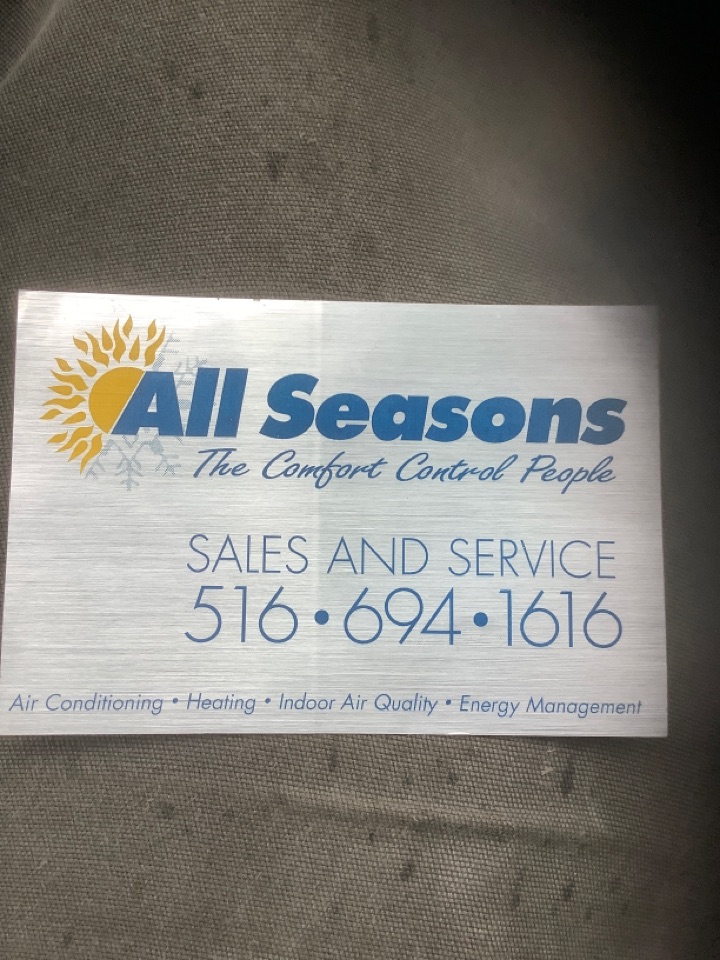 All Seasons
The Comfort Control People
SALES AND SERVICE
516•694•1616
Air Conditioning • Heating • Indoor Air Quality • Energy Management